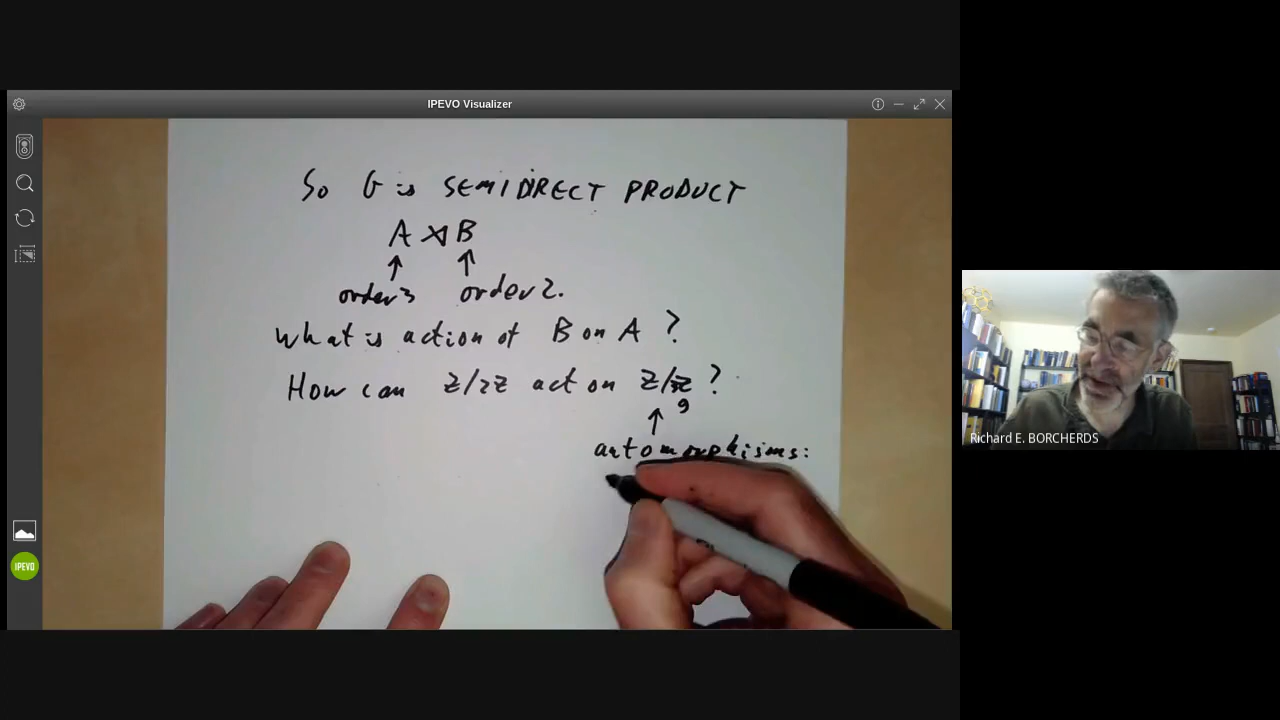 IPEVO Visualizer
So G is SEMIDIRECT PRODUCT
A ⋊ B
↑ ↑
order 3 order 2.
What is action of B on A ?
How can Z/2Z act on Z/3Z ?
↑
automorphisms:
Richard E. BORCHERDS
IPEVO